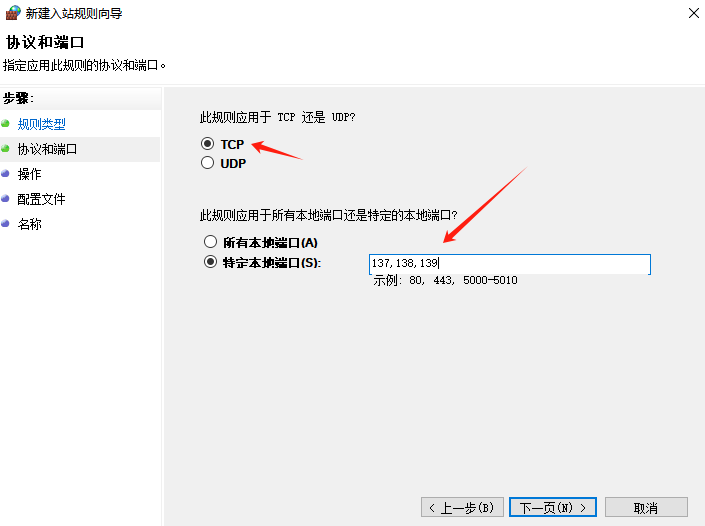 新建入站规则向导
协议和端口
指定应用此规则的协议和端口。
步骤:
规则类型
协议和端口
操作
配置文件
名称
此规则应用于 TCP 还是 UDP?
TCP
UDP
此规则应用于所有本地端口还是特定的本地端口?
所有本地端口(A)
特定本地端口(S):
137,138,139
示例: 80, 443, 5000-5010
< 上一步(B)
下一页(N) >
取消